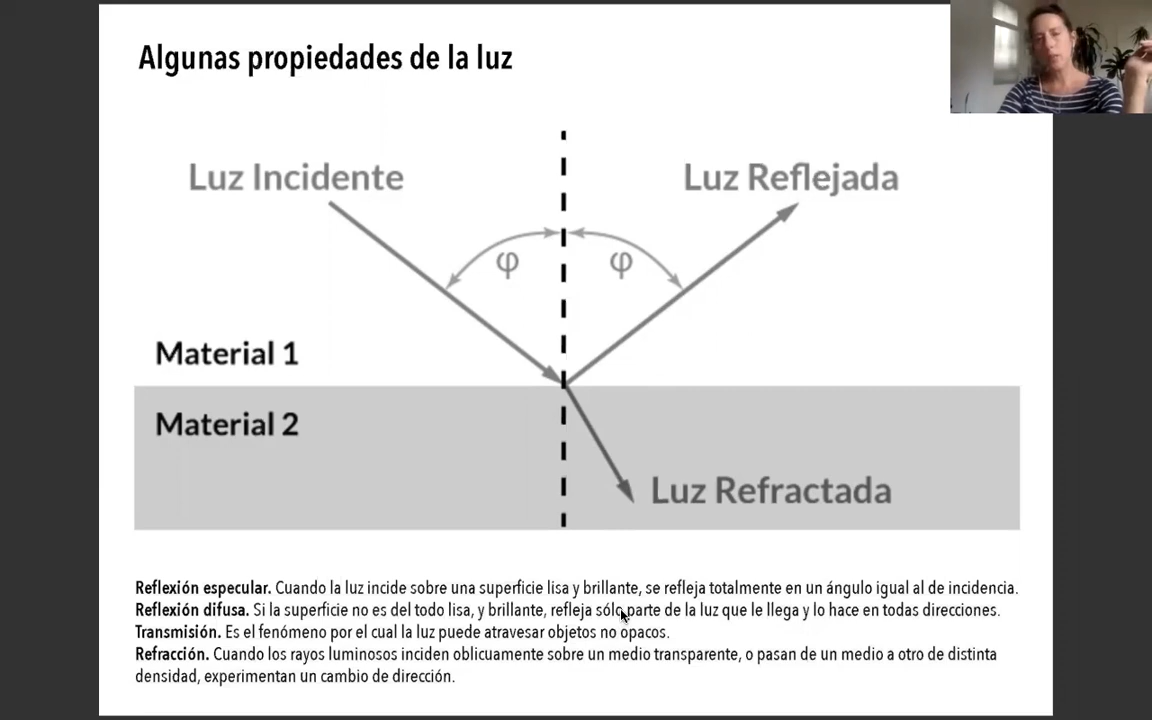 Algunas propiedades de la luz
Luz Incidente
Luz Reflejada
φ
φ
Material 1
Material 2
Luz Refractada
Reflexión especular. Cuando la luz incide sobre una superficie lisa y brillante, se refleja totalmente en un ángulo igual al de incidencia.
Reflexión difusa. Si la superficie no es del todo lisa, y brillante, refleja sólo parte de la luz que le llega y lo hace en todas direcciones.
Transmisión. Es el fenómeno por el cual la luz puede atravesar objetos no opacos.
Refracción. Cuando los rayos luminosos inciden oblicuamente sobre un medio transparente, o pasan de un medio a otro de distinta
densidad, experimentan un cambio de dirección.